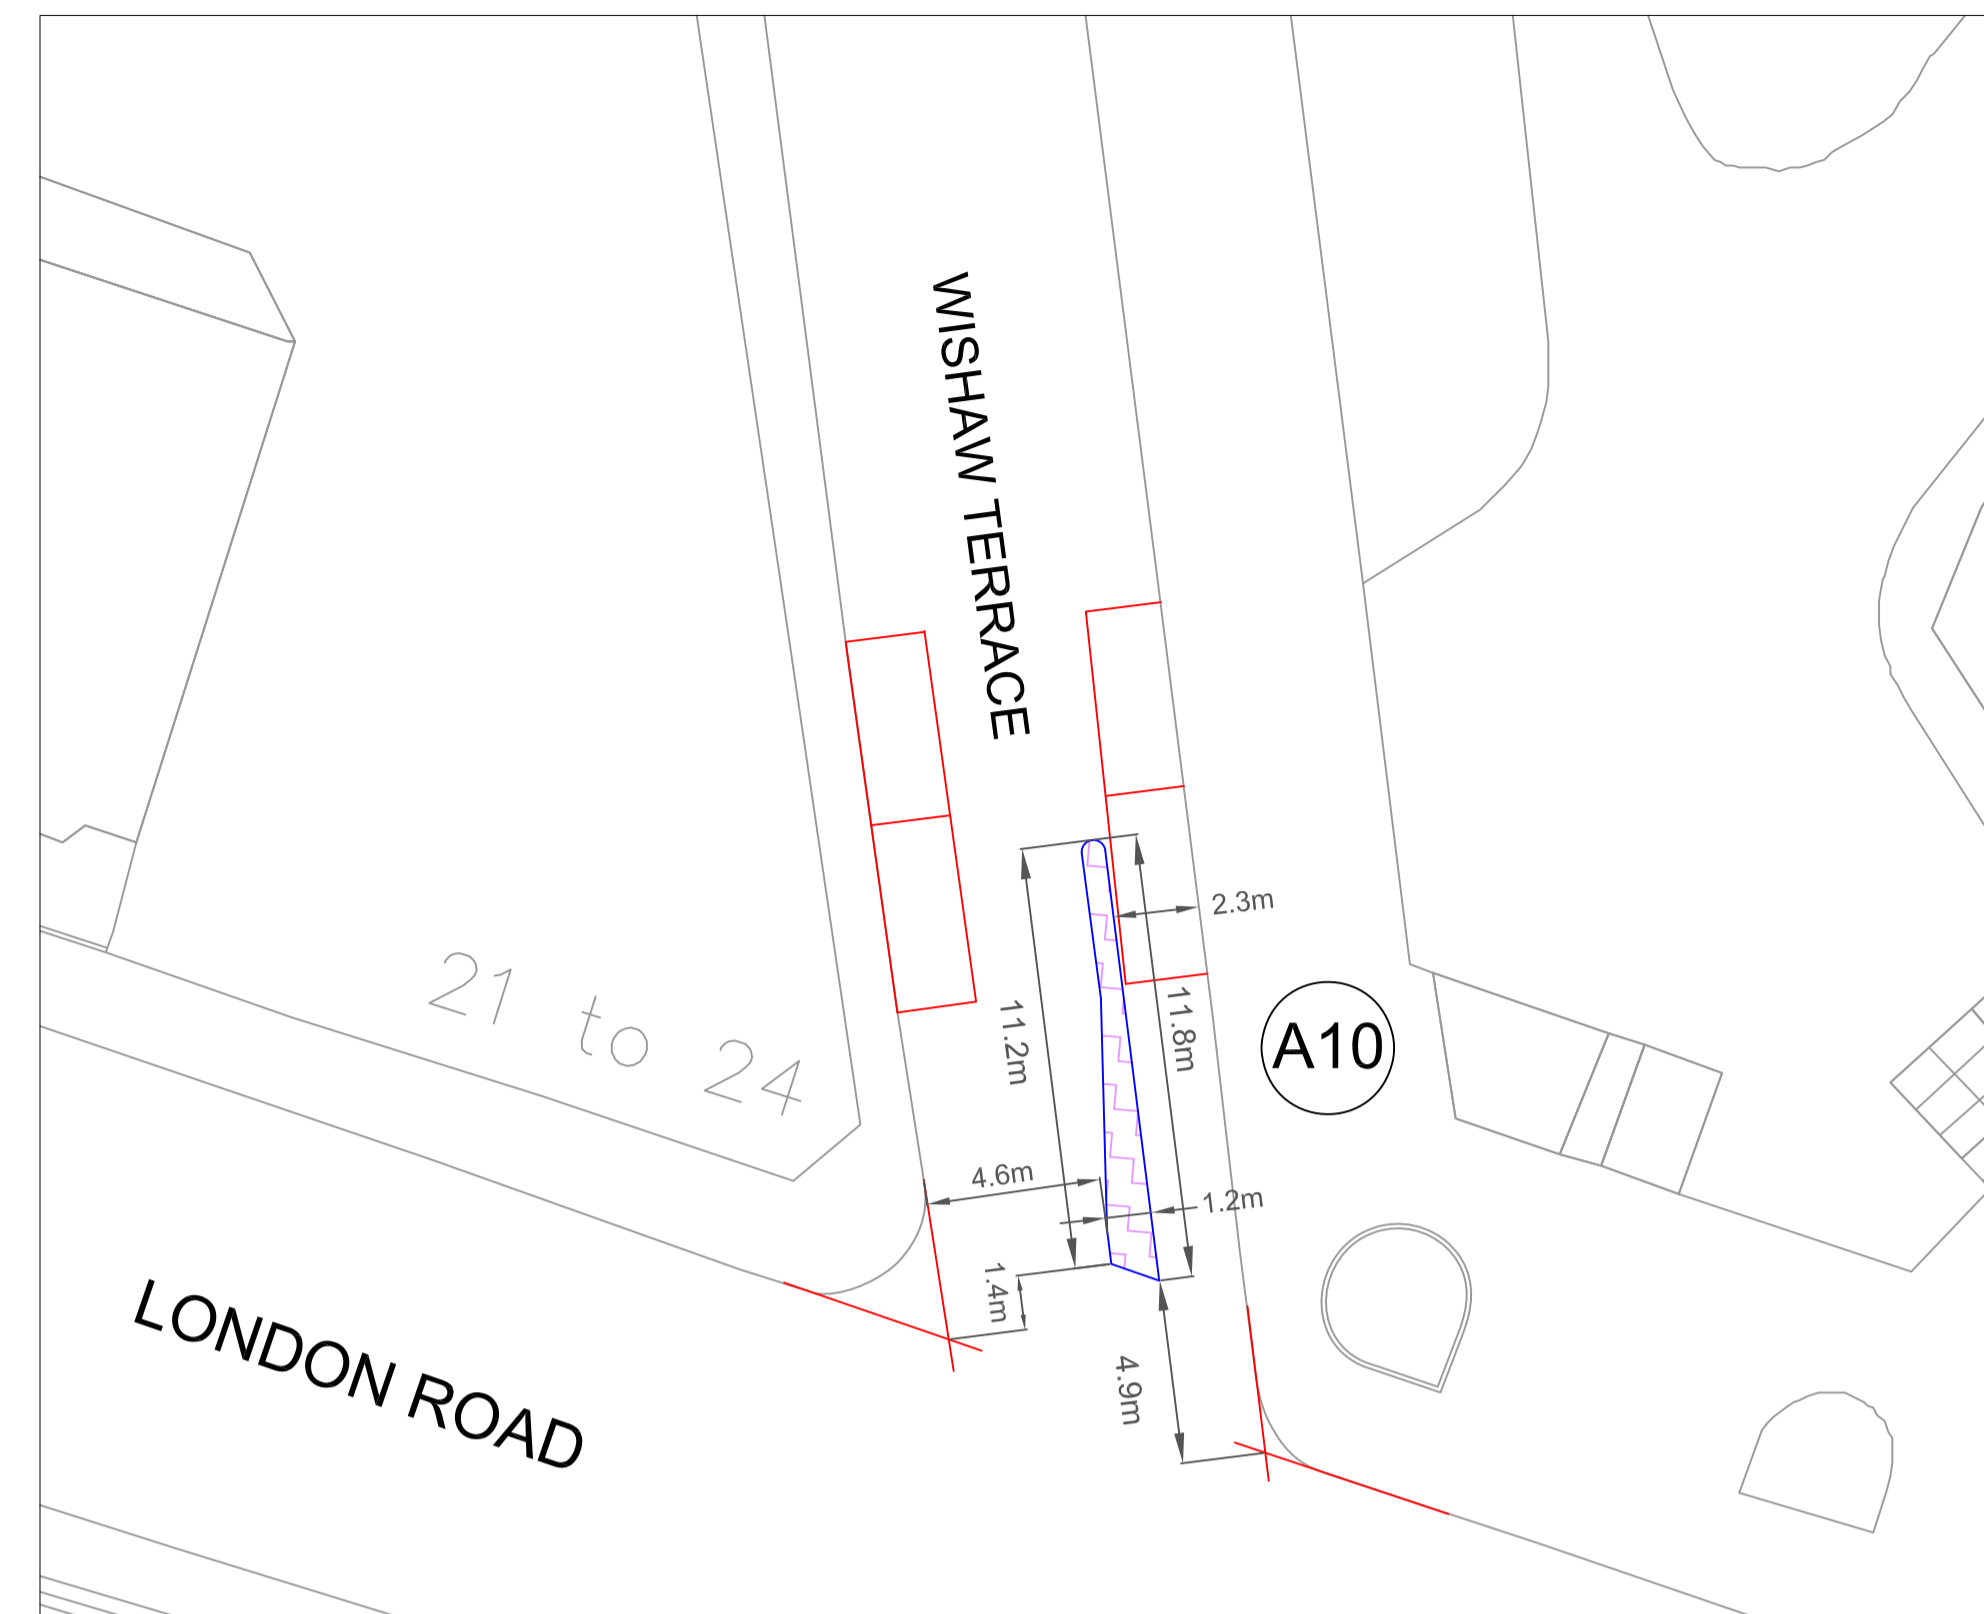 WISHAW TERRACE
2.3m
21 to 24
11.2m
11.8m
A10
4.6m
1.2m
1.4m
4.9m
LONDON ROAD